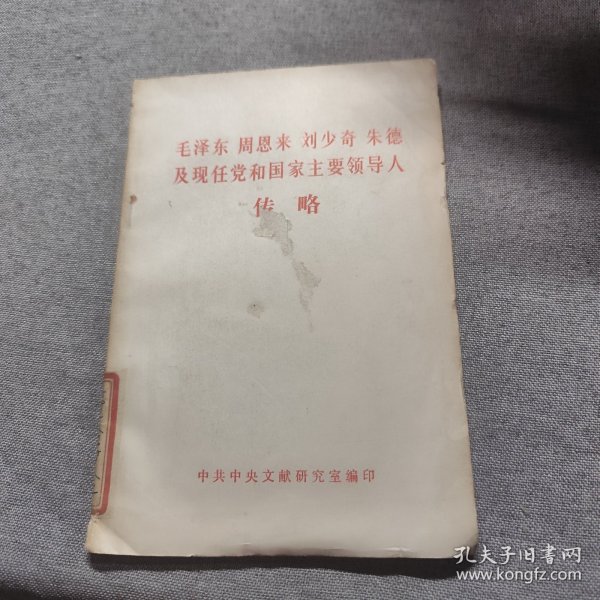 毛泽东 周恩来 刘少奇 朱德
及现任党和国家主要领导人
传略
中共中央文献研究室编印
孔夫子旧书网
www.kongfz.com